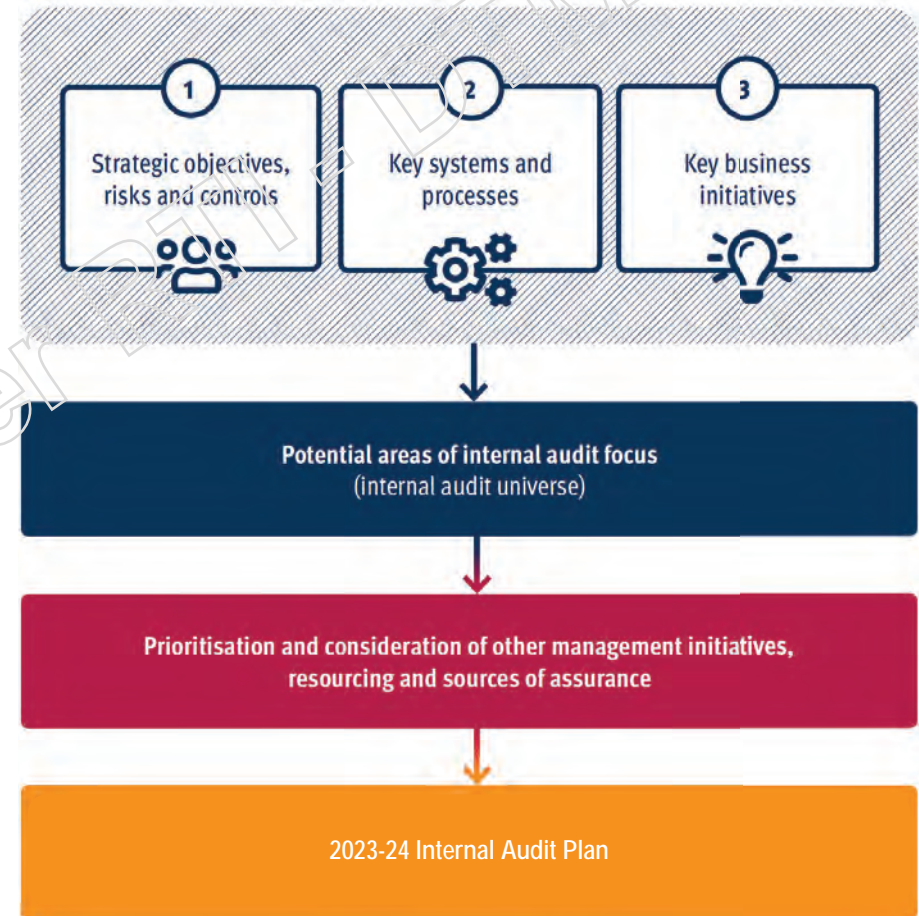 1
Strategic objectives,
risks and controls
2
Key systems and
processes
3
Key business
initiatives
Potential areas of internal audit focus
(internal audit universe)
Prioritisation and consideration of other management initiatives,
resourcing and sources of assurance
2023-24 Internal Audit Plan